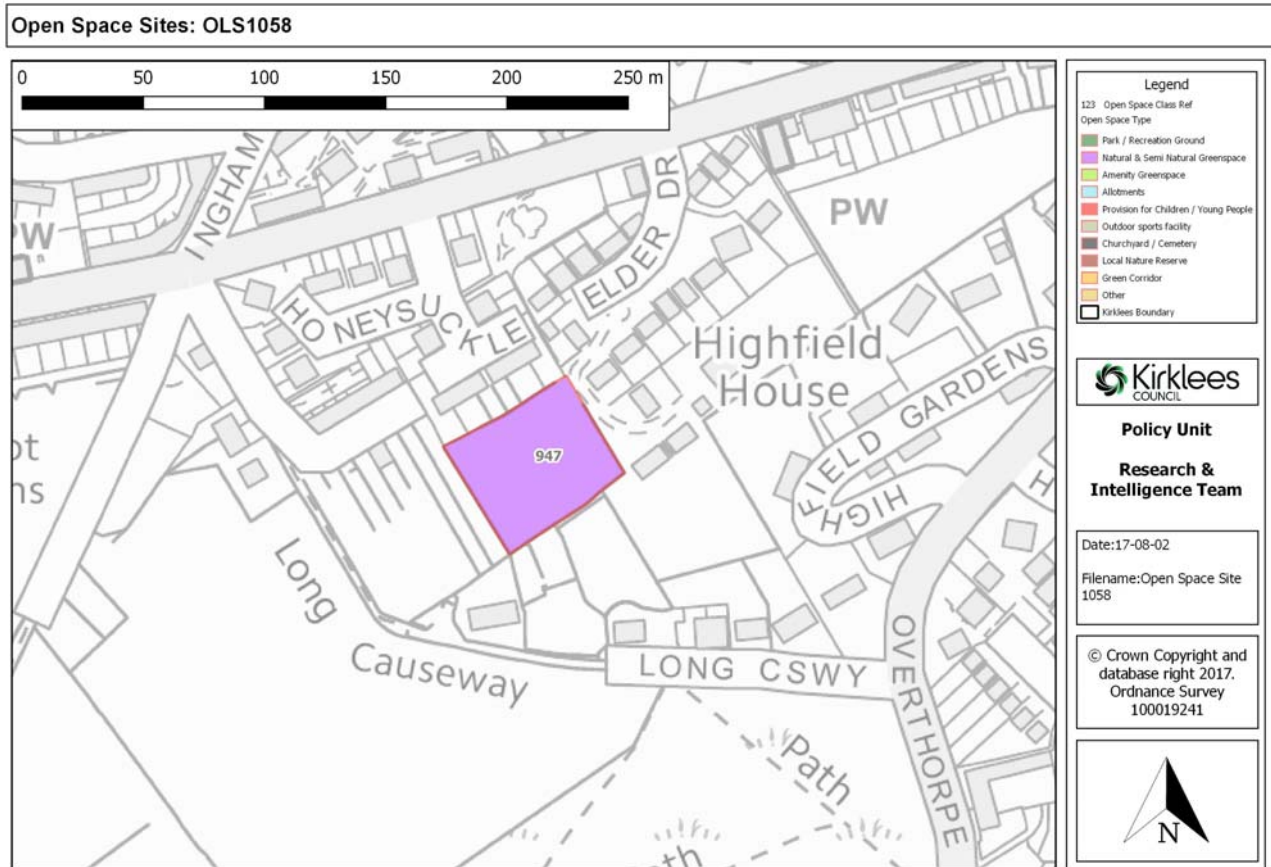 Open Space Sites: OLS1058
0 50 100 150 200 250 m
INGHAM
PW
HONEYSUCKLE
ELDER DR
PW
Highfield
House
HIGHFIELD GARDENS
947
Long
Causeway
LONG CSWY
OVERTHORPE
Path
Legend
123 Open Space Class Ref
Open Space Type
Park / Recreation Ground
Natural & Semi Natural Greenspace
Amenity Greenspace
Allotments
Provision for Children / Young People
Outdoor sports facility
Churchyard / Cemetery
Local Nature Reserve
Green Corridor
Other
Kirklees Boundary
Kirklees
COUNCIL
Policy Unit
Research &
Intelligence Team
Date:17-08-02
Filename:Open Space Site
1058
© Crown Copyright and
database right 2017.
Ordnance Survey
100019241
N